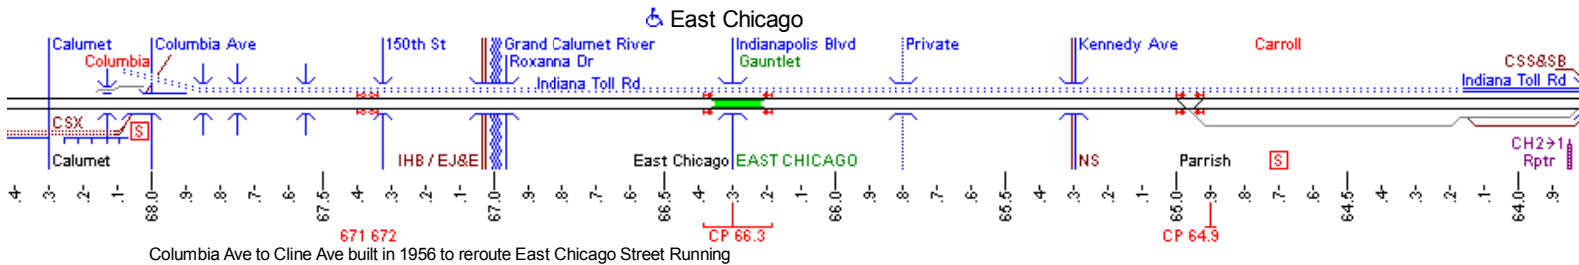 ♿ East Chicago
Calumet
Columbia Ave
150th St
Grand Calumet River
Indianapolis Blvd
Private
Kennedy Ave
Carroll
Columbia
Roxanna Dr
Gauntlet
CSS&SB
Indiana Toll Rd
Indiana Toll Rd
CSX
S
Calumet
IHB / EJ&E
East Chicago
EAST CHICAGO
NS
Parrish
S
CH2→1
Rptr
.4- .2- .1- 68.0 .9- .8- .7- .6- 67.5 .4- .3- .2- .1- 67.0 .9- .8- .7- .6- 66.5 .4- .3- .2- .1- 66.0 .9- .8- .7- .6- 65.5 .4- .3- .2- .1- 65.0 .9- .8- .7- .6- 64.5 .4- .3- .2- .1- 64.0 .9-
671 672
CP 66.3
CP 64.9
Columbia Ave to Cline Ave built in 1956 to reroute East Chicago Street Running